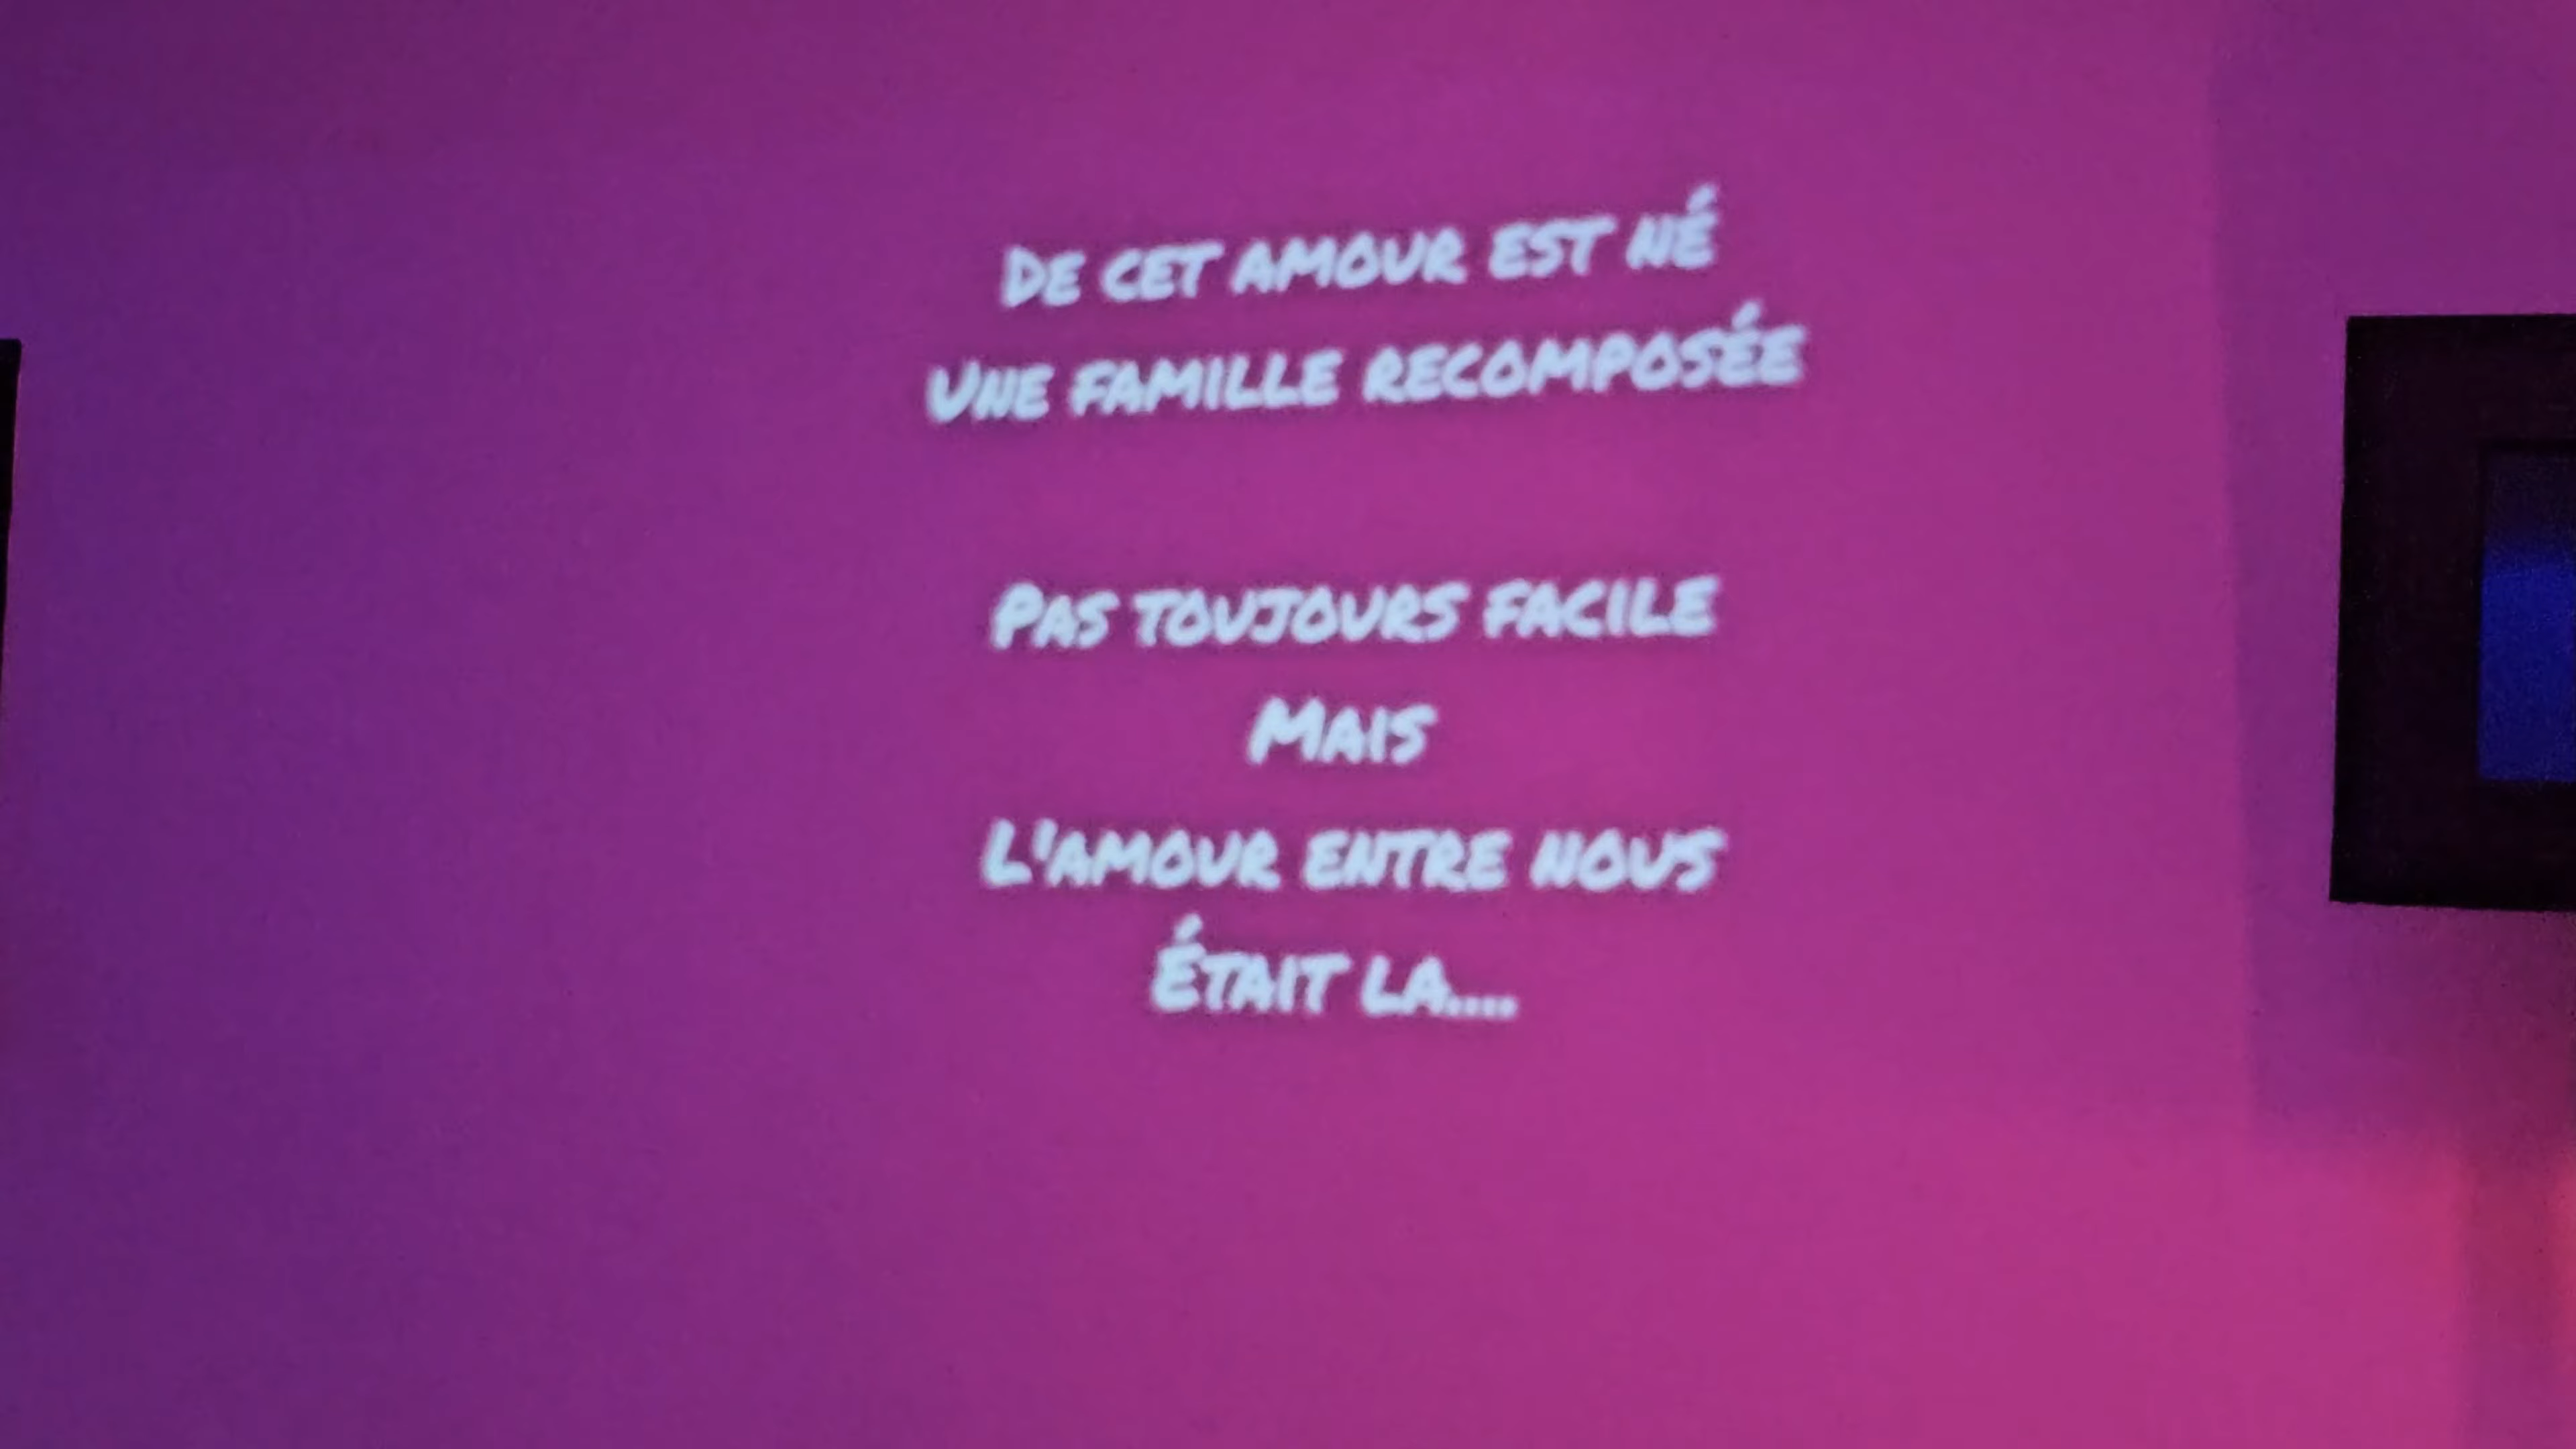 De cet amour est né
Une famille recomposée
Pas toujours facile
Mais
L'amour entre nous
Était la....